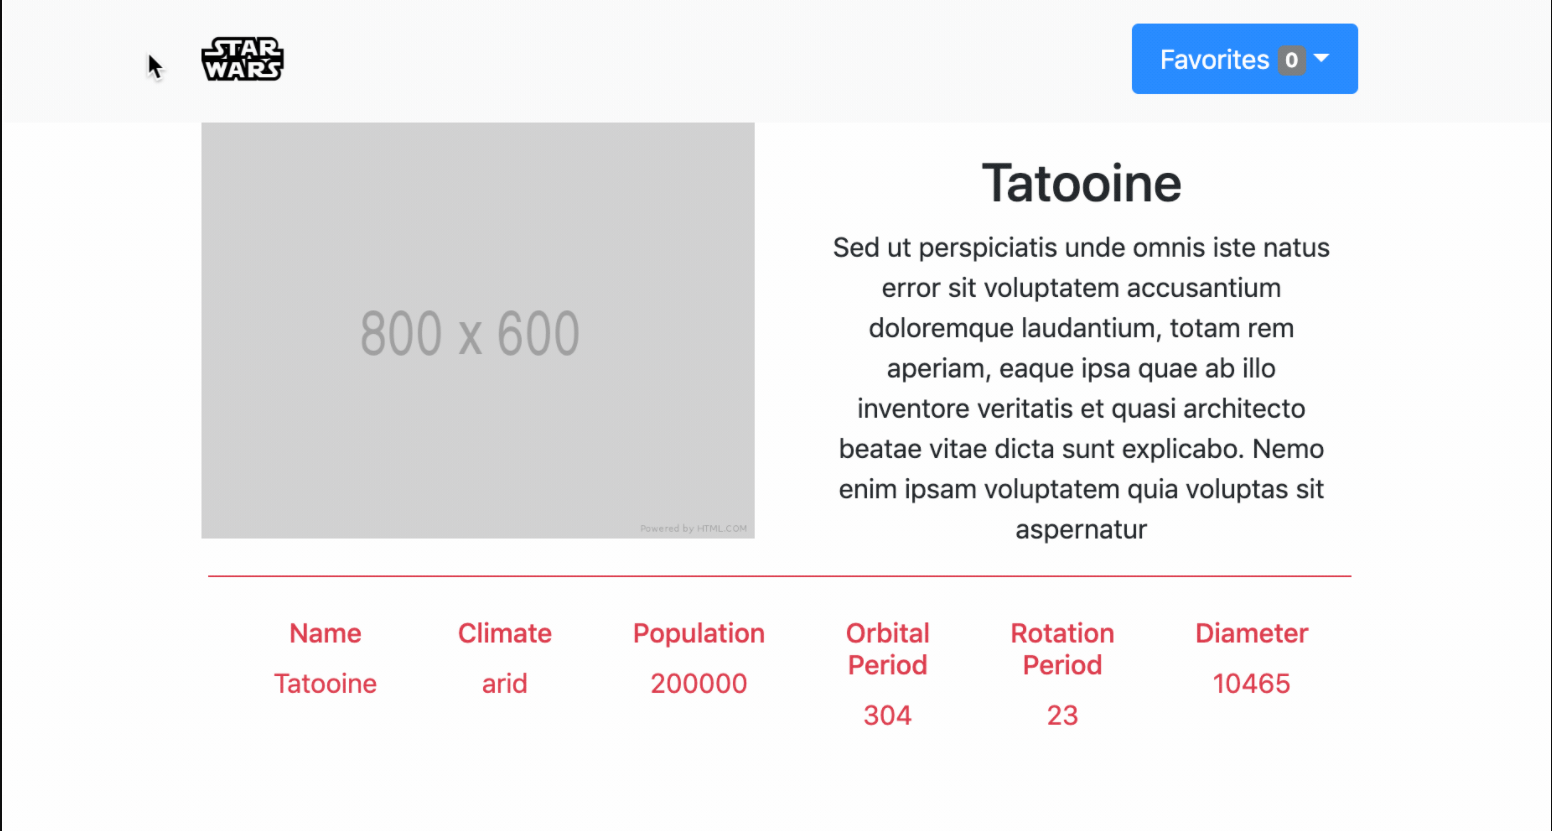 STAR
WARS
Favorites 0
800 x 600
Powered by HTML.COM
Tatooine
Sed ut perspiciatis unde omnis iste natus
error sit voluptatem accusantium
doloremque laudantium, totam rem
aperiam, eaque ipsa quae ab illo
inventore veritatis et quasi architecto
beatae vitae dicta sunt explicabo. Nemo
enim ipsam voluptatem quia voluptas sit
aspernatur
Name Climate Population Orbital Rotation Diameter
Period Period
Tatooine arid 200000 10465
304 23